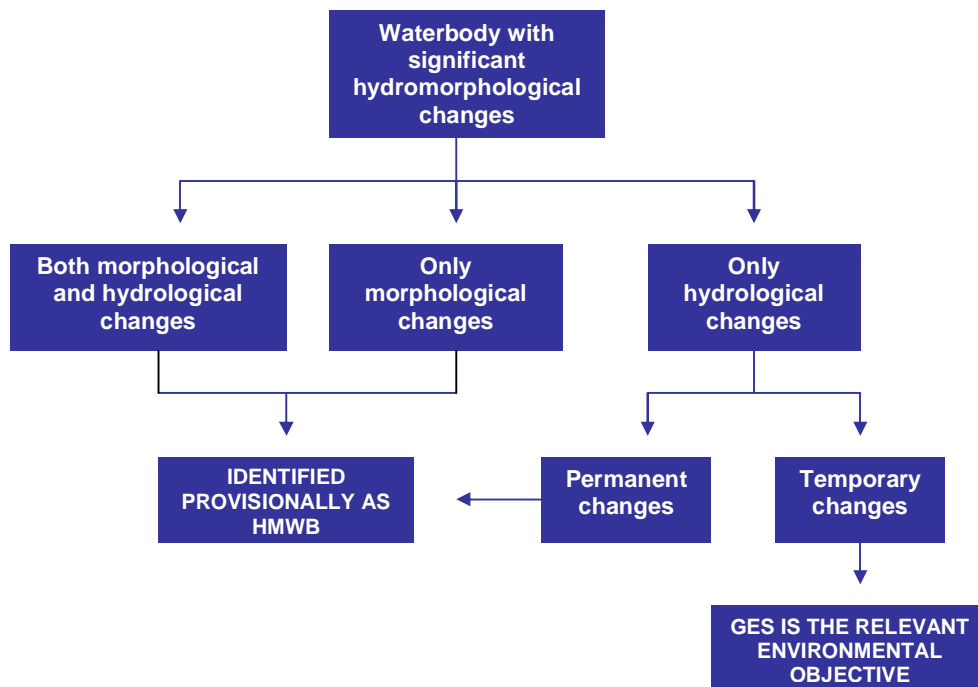 Waterbody with
significant
hydromorphological
changes
Both morphological
and hydrological
changes
Only
morphological
changes
Only
hydrological
changes
IDENTIFIED
PROVISIONALLY AS
HMWB
Permanent
changes
Temporary
changes
GES IS THE RELEVANT
ENVIRONMENTAL
OBJECTIVE